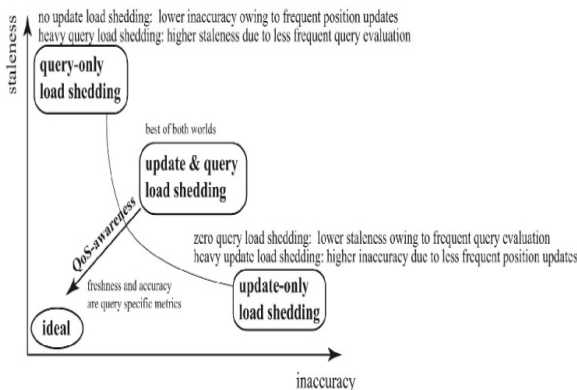 staleness
no update load shedding: lower inaccuracy owing to frequent position updates
heavy query load shedding: higher staleness due to less frequent query evaluation
query-only
load shedding
best of both worlds
update & query
load shedding
QoS-awareness
zero query load shedding: lower staleness owing to frequent query evaluation
heavy update load shedding: higher inaccuracy due to less frequent position updates
freshness and accuracy
are query specific metrics
update-only
load shedding
ideal
inaccuracy